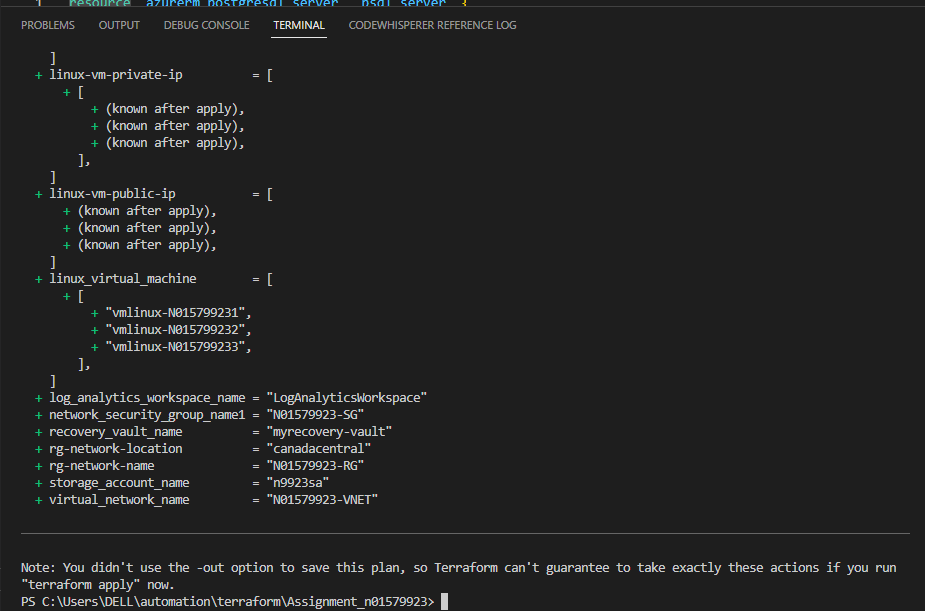 1 resource "azurerm_postgresql_server" "psql_server" {
PROBLEMS OUTPUT DEBUG CONSOLE TERMINAL CODEWHISPERER REFERENCE LOG
]
+ linux-vm-private-ip = [
+ [
+ (known after apply),
+ (known after apply),
+ (known after apply),
],
]
+ linux-vm-public-ip = [
+ (known after apply),
+ (known after apply),
+ (known after apply),
]
+ linux_virtual_machine = [
+ [
+ "vmlinux-N015799231",
+ "vmlinux-N015799232",
+ "vmlinux-N015799233",
],
]
+ log_analytics_workspace_name = "LogAnalyticsWorkspace"
+ network_security_group_name1 = "N01579923-SG"
+ recovery_vault_name = "myrecovery-vault"
+ rg-network-location = "canadacentral"
+ rg-network-name = "N01579923-RG"
+ storage_account_name = "n9923sa"
+ virtual_network_name = "N01579923-VNET"
Note: You didn't use the -out option to save this plan, so Terraform can't guarantee to take exactly these actions if you run
"terraform apply" now.
PS C:\Users\DELL\automation\terraform\Assignment_n01579923>